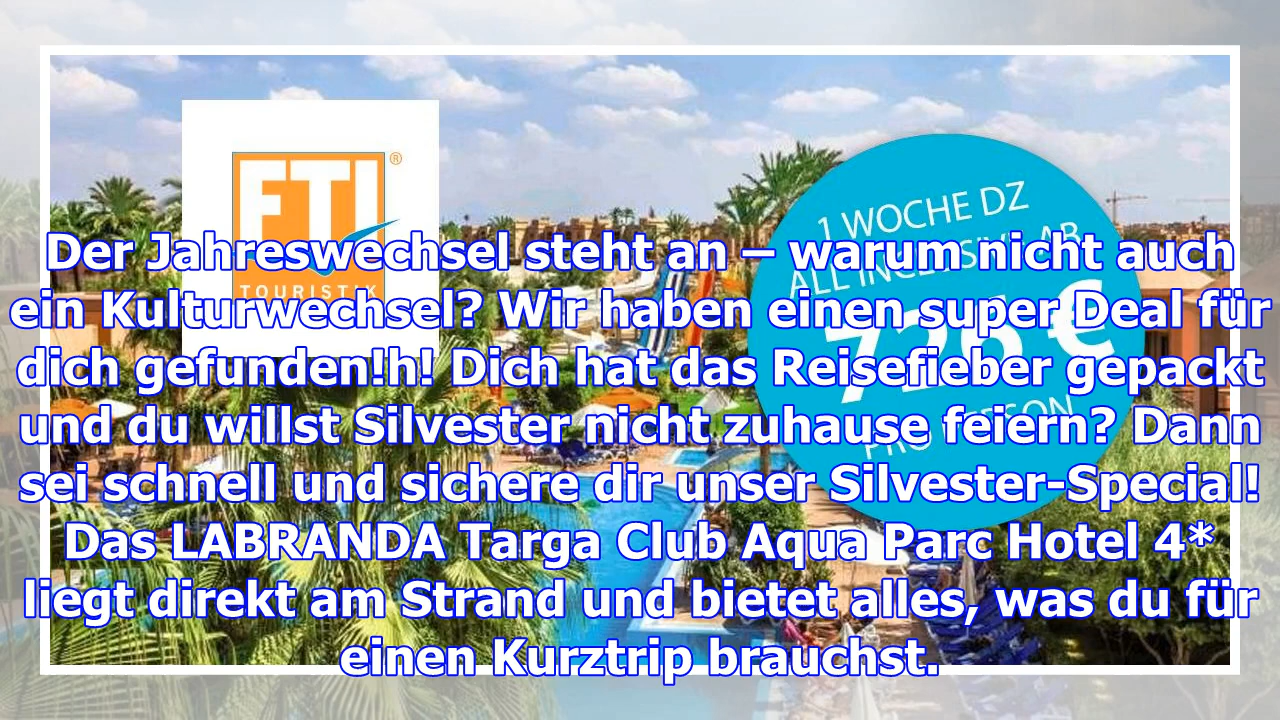 FTI
®
TOURISTIK
1 WOCHE DZ
ALL INCLUSIVE AB
726 €
PRO PERSON
Der Jahreswechsel steht an – warum nicht auch
ein Kulturwechsel? Wir haben einen super Deal für
dich gefunden!h! Dich hat das Reisefieber gepackt
und du willst Silvester nicht zuhause feiern? Dann
sei schnell und sichere dir unser Silvester-Special!
Das LABRANDA Targa Club Aqua Parc Hotel 4*
liegt direkt am Strand und bietet alles, was du für
einen Kurztrip brauchst.